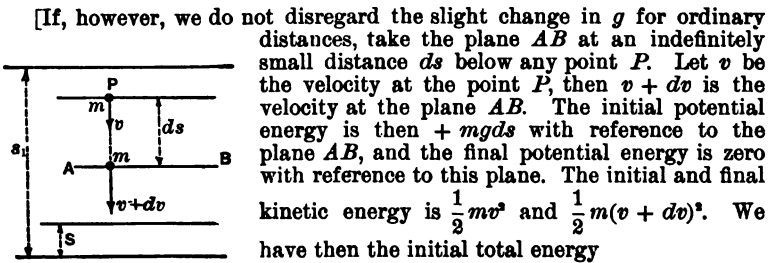 [If, however, we do not disregard the slight change in g for ordinary
distances, take the plane AB at an indefinitely
small distance ds below any point P. Let v be
the velocity at the point P, then v + dv is the
velocity at the plane AB. The initial potential
energy is then + mgds with reference to the
plane AB, and the final potential energy is zero
with reference to this plane. The initial and final
kinetic energy is 1/2 mv² and 1/2 m(v + dv)². We
have then the initial total energy
P
m
v
ds
s₁
A
m
B
v+dv
S